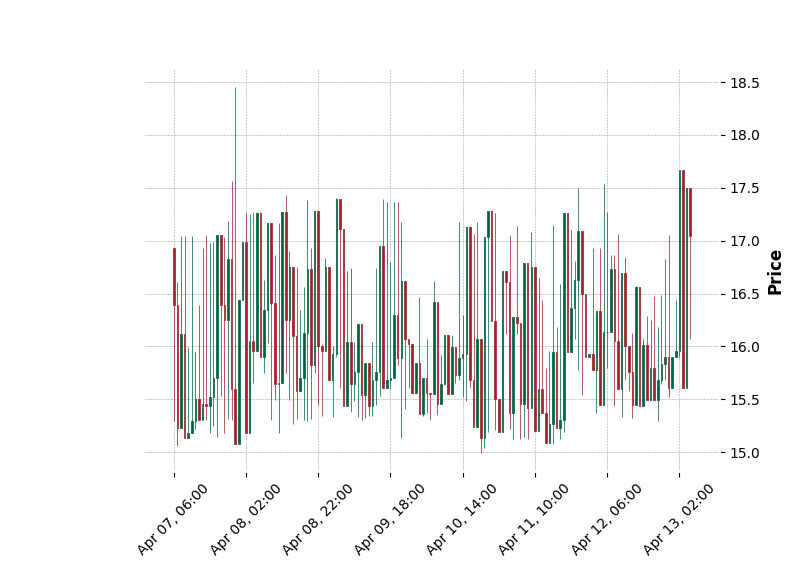 18.5
18.0
17.5
17.0
16.5
16.0
15.5
15.0
Price
Apr 07, 06:00
Apr 08, 02:00
Apr 08, 22:00
Apr 09, 18:00
Apr 10, 14:00
Apr 11, 10:00
Apr 12, 06:00
Apr 13, 02:00